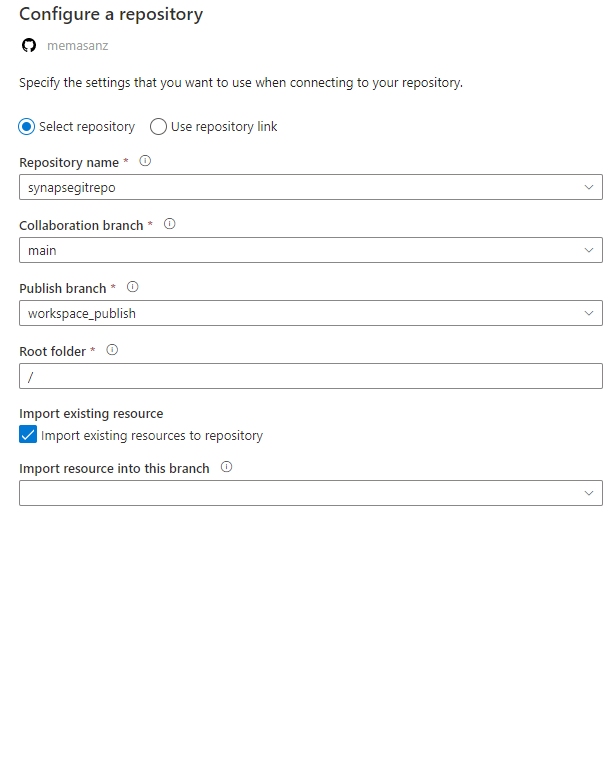 Configure a repository
memasanz
Specify the settings that you want to use when connecting to your repository.
Select repository Use repository link
Repository name *
synapsegitrepo
Collaboration branch *
main
Publish branch *
workspace_publish
Root folder *
/
Import existing resource
Import existing resources to repository
Import resource into this branch